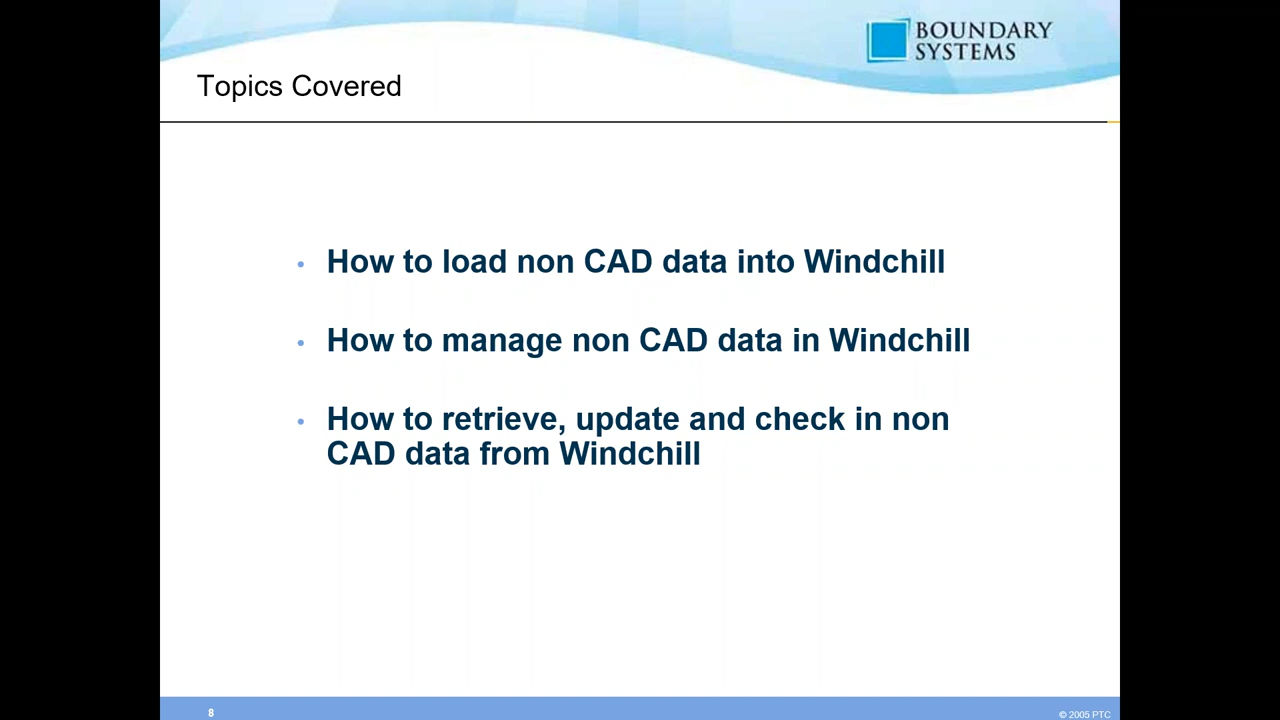 BOUNDARY
SYSTEMS
Topics Covered
• How to load non CAD data into Windchill
• How to manage non CAD data in Windchill
• How to retrieve, update and check in non
CAD data from Windchill
8
© 2005 PTC